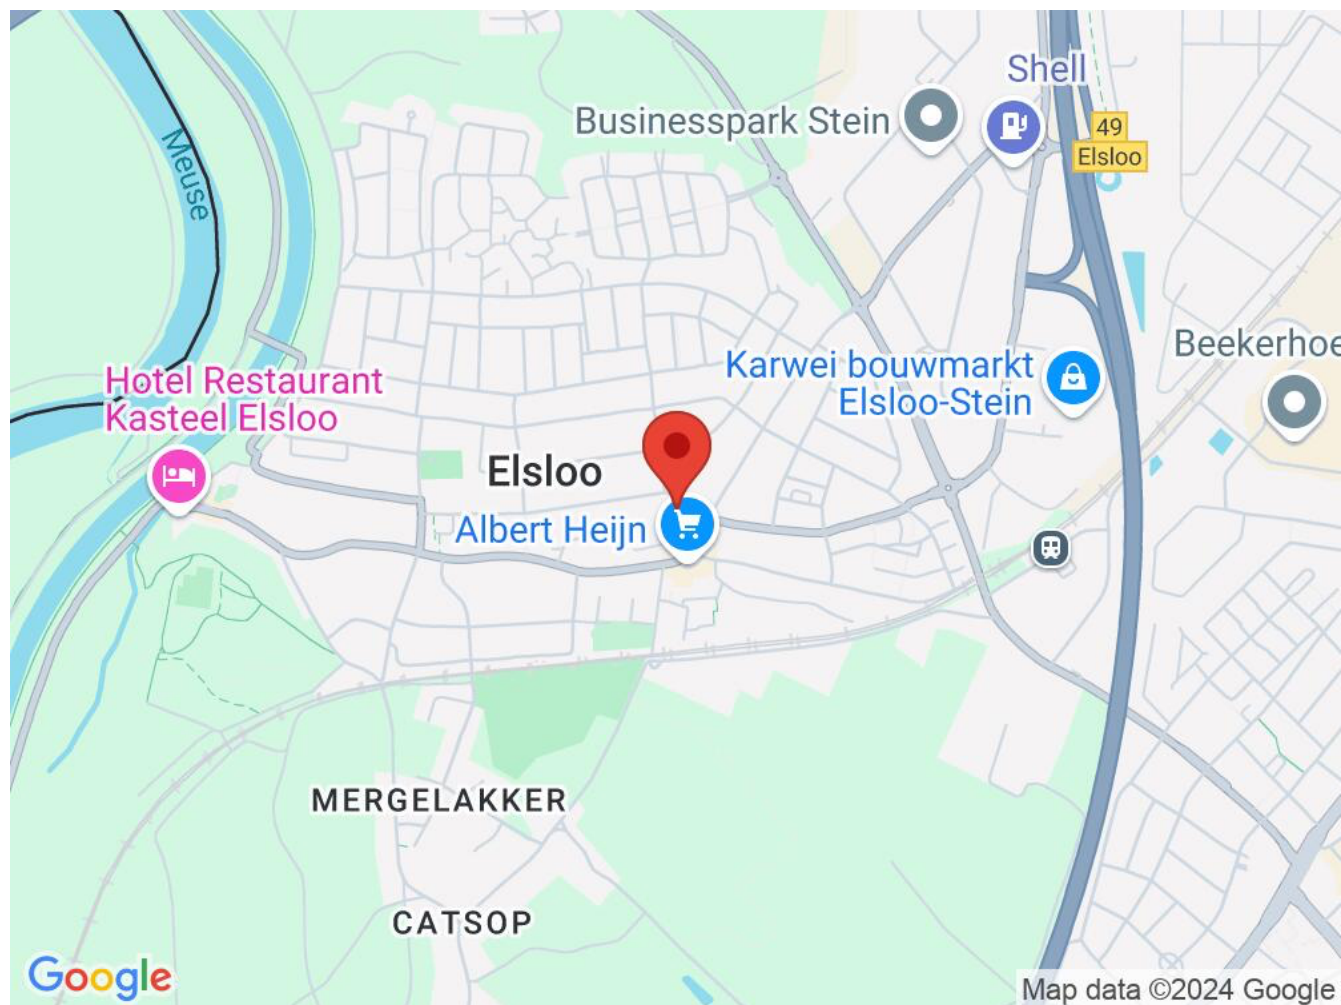 Shell
Businesspark Stein
49
Elsloo
Meuse
Beekerhoe
Karwei bouwmarkt
Elsloo-Stein
Hotel Restaurant
Kasteel Elsloo
Elsloo
Albert Heijn
MERGELAKKER
CATSOP
Google
Map data ©2024 Google